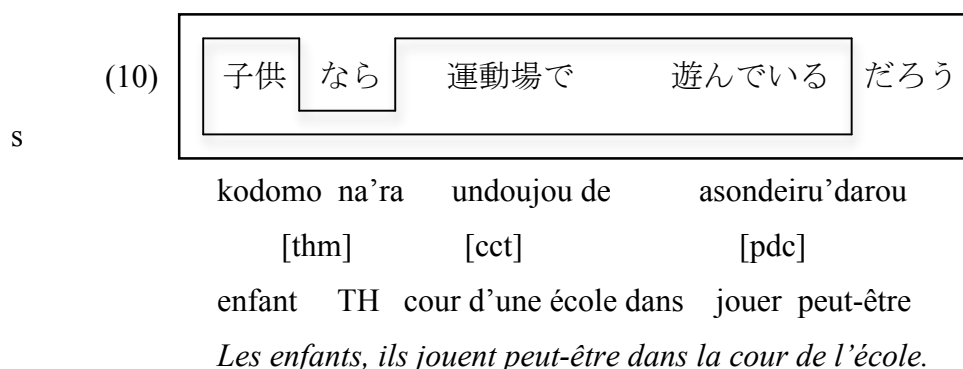 (10) 子供 なら 運動場で 遊んでいる だろう
s
kodomo na’ra undoujou de asondeiru’darou
[thm] [cct] [pdc]
enfant TH cour d’une école dans jouer peut-être
Les enfants, ils jouent peut-être dans la cour de l’école.